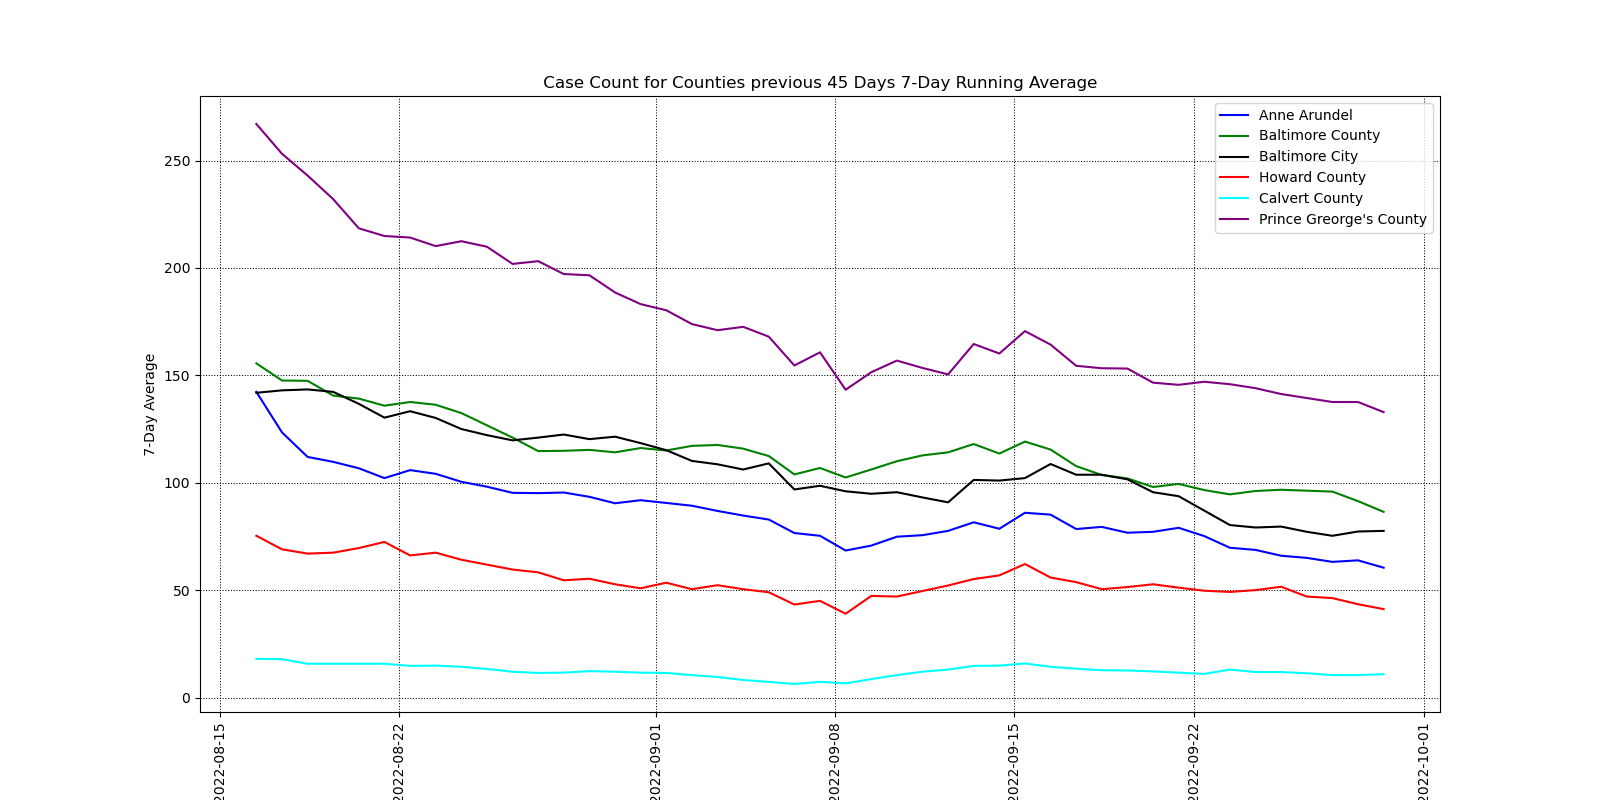 Case Count for Counties previous 45 Days 7-Day Running Average
Anne Arundel
Baltimore County
Baltimore City
Howard County
Calvert County
Prince Greorge's County
7-Day Average
250
200
150
100
50
0
2022-08-15
2022-08-22
2022-09-01
2022-09-08
2022-09-15
2022-09-22
2022-10-01